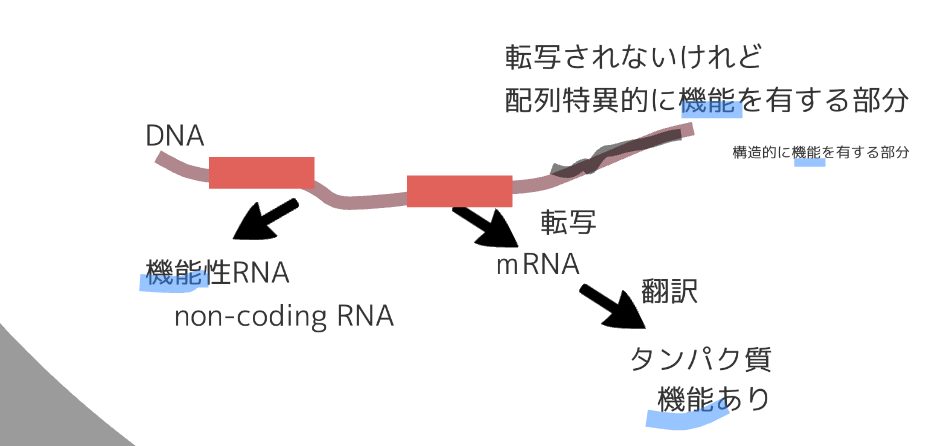 転写されないけれど
配列特異的に機能を有する部分
構造的に機能を有する部分
DNA
転写
mRNA
機能性RNA
non-coding RNA
翻訳
タンパク質
機能あり